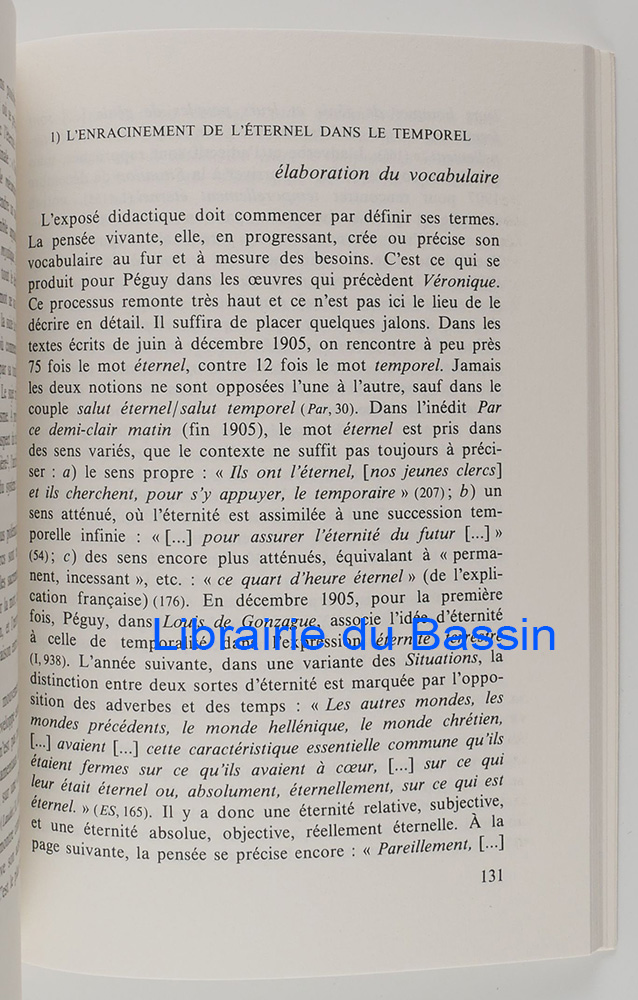 1) L'ENRACINEMENT DE L'ÉTERNEL DANS LE TEMPOREL
élaboration du vocabulaire
L'exposé didactique doit commencer par définir ses termes.
La pensée vivante, elle, en progressant, crée ou précise son
vocabulaire au fur et à mesure des besoins. C'est ce qui se
produit pour Péguy dans les œuvres qui précèdent Véronique.
Ce processus remonte très haut et ce n'est pas ici le lieu de le
décrire en détail. Il suffira de placer quelques jalons. Dans les
textes écrits de juin à décembre 1905, on rencontre à peu près
75 fois le mot éternel, contre 12 fois le mot temporel. Jamais
les deux notions ne sont opposées l'une à l'autre, sauf dans le
couple salut éternel/salut temporel (Par, 30). Dans l'inédit Par
ce demi-clair matin (fin 1905), le mot éternel est pris dans
des sens variés, que le contexte ne suffit pas toujours à préci-
ser : a) le sens propre : « Ils ont l'éternel, [nos jeunes clercs]
et ils cherchent, pour s'y appuyer, le temporaire » (207) ; b) un
sens atténué, où l'éternité est assimilée à une succession tem-
porelle infinie : « [...] pour assurer l'éternité du futur [...] »
(54) ; c) des sens encore plus atténués, équivalant à « perma-
nent, incessant », etc. : « ce quart d'heure éternel » (de l'expli-
cation française) (176). En décembre 1905, pour la première
fois, Péguy, dans Louis de Gonzague, associe l'idée d'éternité
à celle de temporalité dans l'expression éternité terrestre
(I, 938). L'année suivante, dans une variante des Situations, la
distinction entre deux sortes d'éternité est marquée par l'oppo-
sition des adverbes et des temps : « Les autres mondes, les
mondes précédents, le monde hellénique, le monde chrétien,
[...] avaient [...] cette caractéristique essentielle commune qu'ils
étaient fermes sur ce qu'ils avaient à cœur, [...] sur ce qui
leur était éternel ou, absolument, éternellement, sur ce qui est
éternel. » (ES, 165). Il y a donc une éternité relative, subjective,
et une éternité absolue, objective, réellement éternelle. À la
page suivante, la pensée se précise encore : « Pareillement, [...]
131
Librairie du Bassin